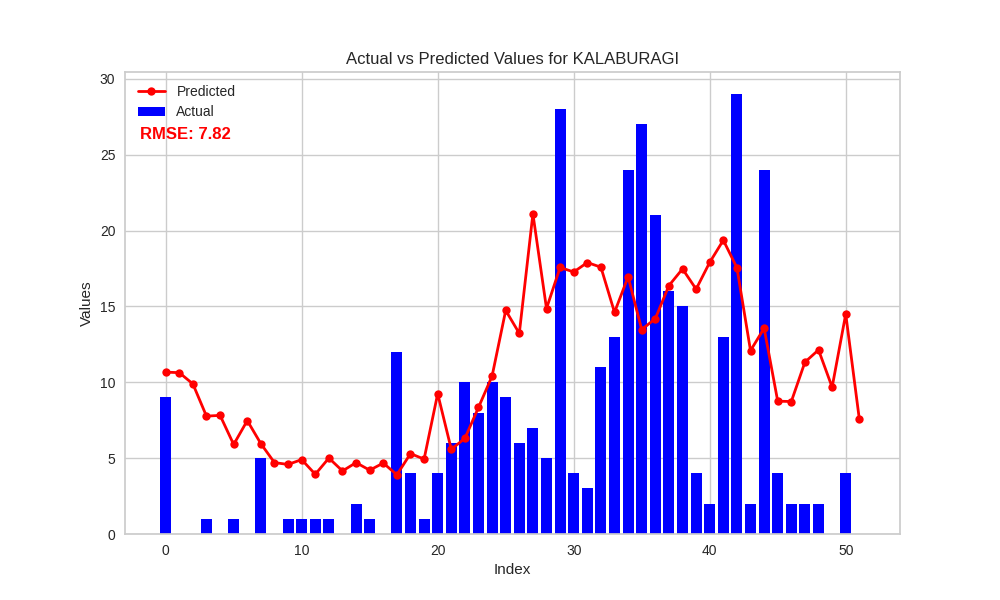 Actual vs Predicted Values for KALABURAGI
30
25
20
15
10
5
0
Values
Predicted
Actual
RMSE: 7.82
0 10 20 30 40 50
Index